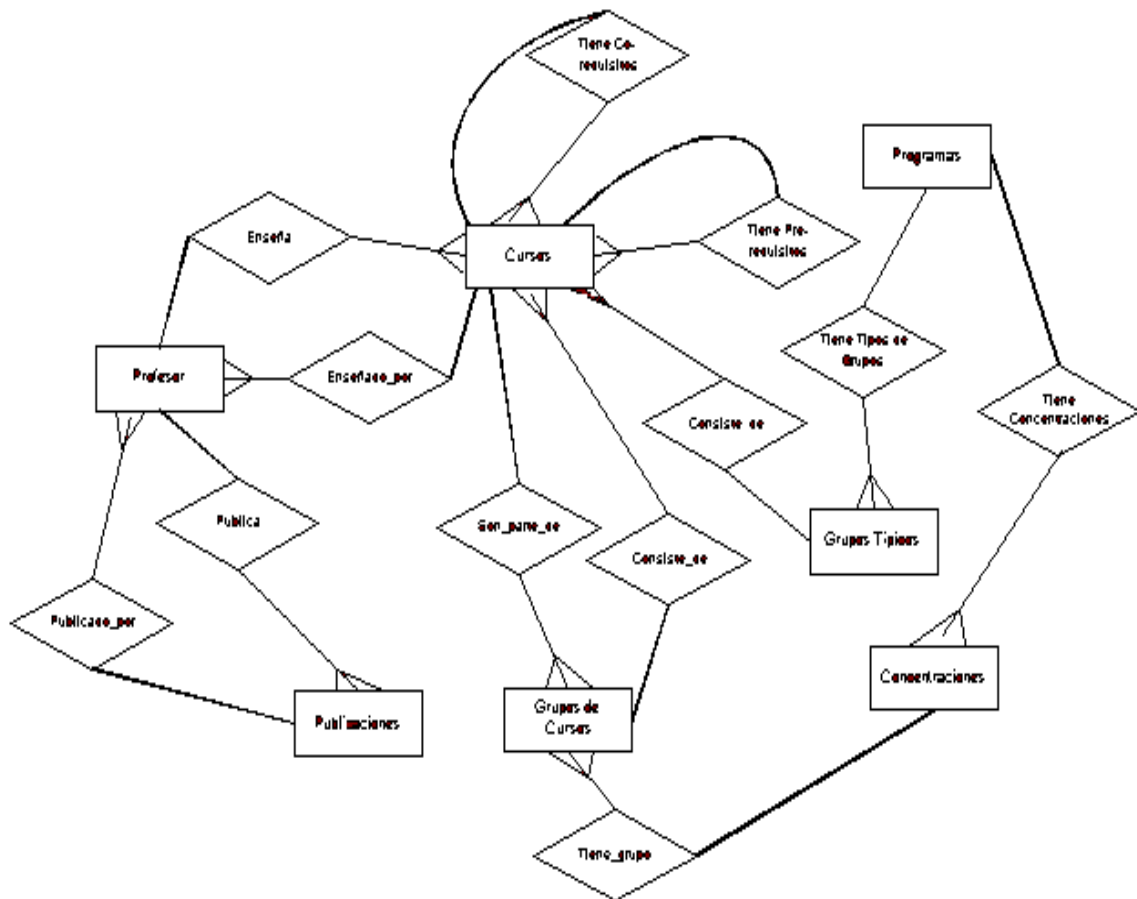 Tiene Co-
requisitos
Programas
Enseña
Cursos
Tiene Pre-
requisitos
Profesor
Enseñado_por
Tiene Tipos de
Grupos
Tiene
Concentraciones
Consiste_de
Publica
Son_parte_de
Consiste_de
Grupos Típicos
Publicado_por
Concentraciones
Publicaciones
Grupos de
Cursos
Tiene_grupo